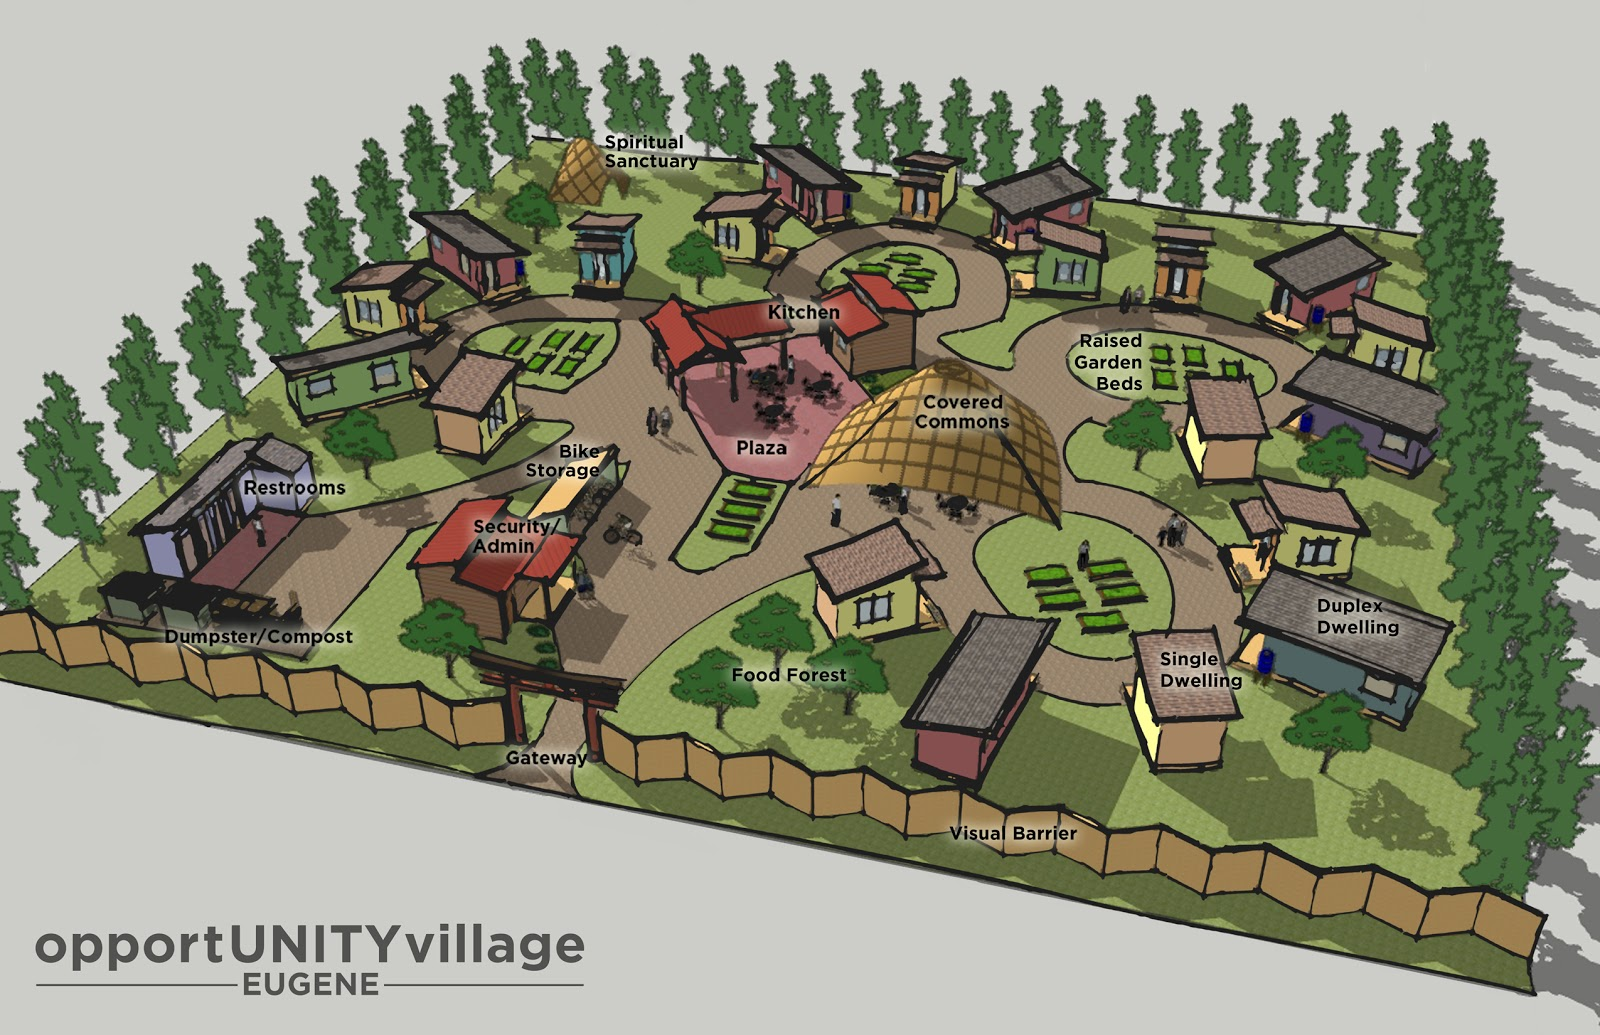 Spiritual
Sanctuary
Kitchen
Raised
Garden
Beds
Covered
Commons
Plaza
Bike
Storage
Restrooms
Security/
Admin
Duplex
Dwelling
Dumpster/Compost
Single
Dwelling
Food Forest
Gateway
Visual Barrier
opportUNITYvillage
EUGENE